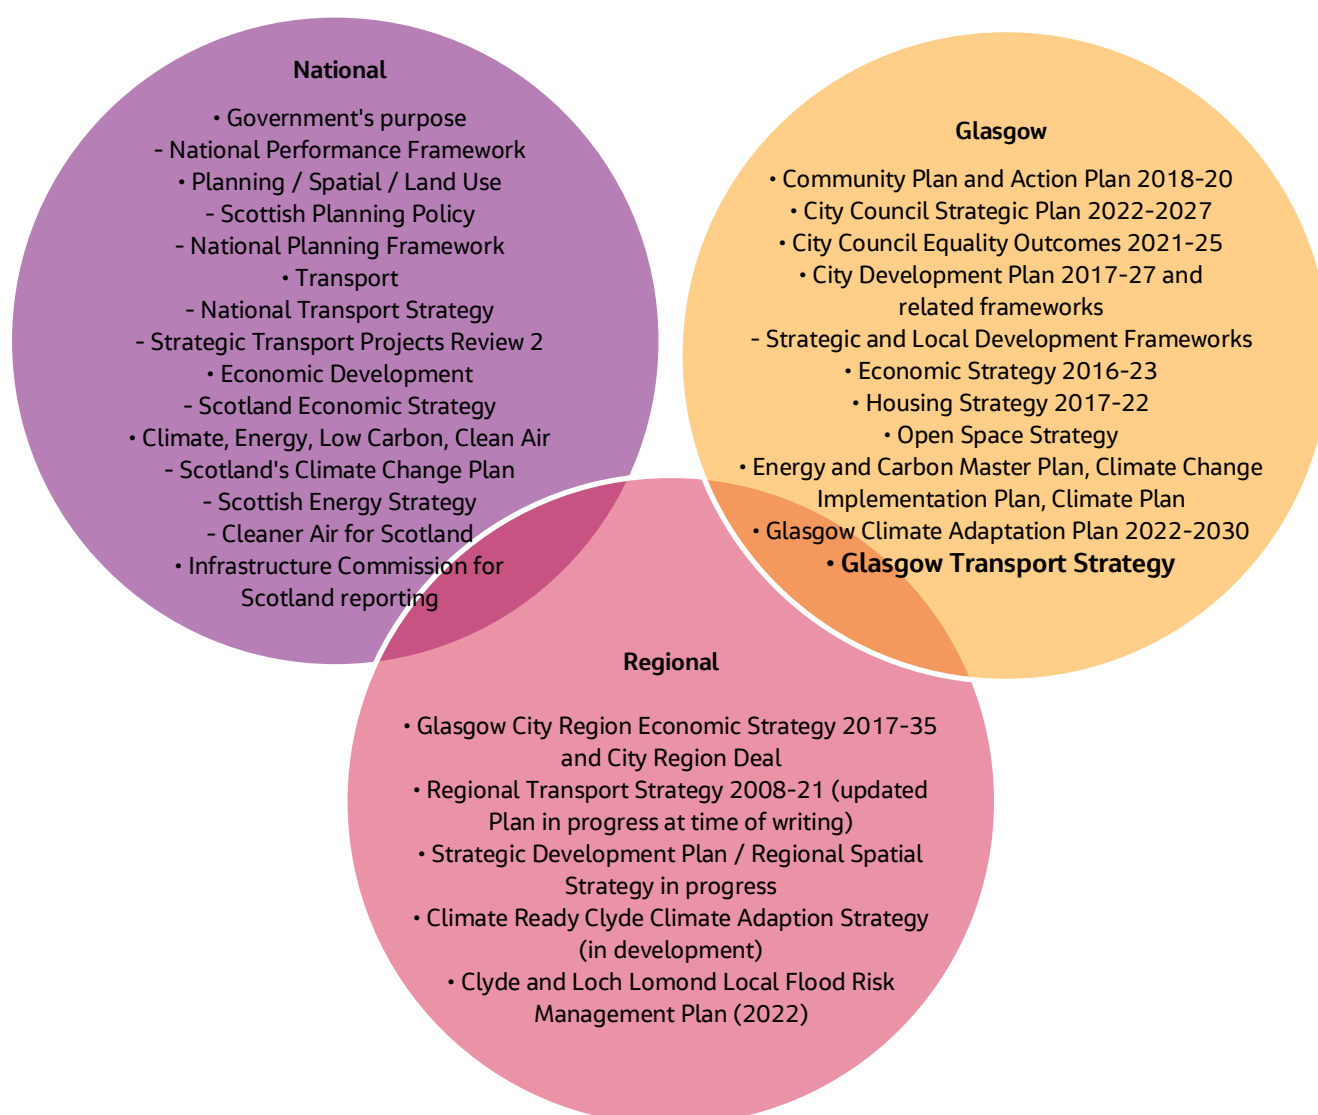 National
• Government's purpose
- National Performance Framework
• Planning / Spatial / Land Use
- Scottish Planning Policy
- National Planning Framework
• Transport
- National Transport Strategy
- Strategic Transport Projects Review 2
• Economic Development
- Scotland Economic Strategy
• Climate, Energy, Low Carbon, Clean Air
- Scotland's Climate Change Plan
- Scottish Energy Strategy
- Cleaner Air for Scotland
• Infrastructure Commission for
Scotland reporting
Glasgow
• Community Plan and Action Plan 2018-20
• City Council Strategic Plan 2022-2027
• City Council Equality Outcomes 2021-25
• City Development Plan 2017-27 and
related frameworks
- Strategic and Local Development Frameworks
• Economic Strategy 2016-23
• Housing Strategy 2017-22
• Open Space Strategy
• Energy and Carbon Master Plan, Climate Change
Implementation Plan, Climate Plan
• Glasgow Climate Adaptation Plan 2022-2030
• Glasgow Transport Strategy
Regional
• Glasgow City Region Economic Strategy 2017-35
and City Region Deal
• Regional Transport Strategy 2008-21 (updated
Plan in progress at time of writing)
• Strategic Development Plan / Regional Spatial
Strategy in progress
• Climate Ready Clyde Climate Adaption Strategy
(in development)
• Clyde and Loch Lomond Local Flood Risk
Management Plan (2022)